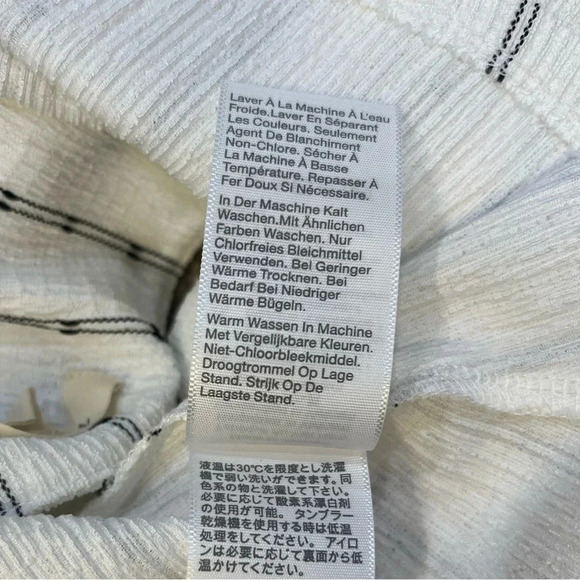 Laver À La Machine À L'eau
Froide.Laver En Séparant
Les Couleurs. Seulement
Agent De Blanchiment
Non-Chlore. Sécher À
La Machine À Basse
Température. Repasser À
Fer Doux Si Nécessaire.
In Der Maschine Kalt
Waschen.Mit Ähnlichen
Farben Waschen. Nur
Chlorfreies Bleichmittel
Verwenden. Bei Geringer
Wärme Trocknen. Bei
Bedarf Bei Niedriger
Wärme Bügeln.
Warm Wassen In Machine
Met Vergelijkbare Kleuren.
Niet-Chloorbleekmiddel.
Droogtrommel Op Lage
Stand. Strijk Op De
Laagste Stand.
液温は30℃を限度とし洗濯
機で弱い洗いができます。同
色系の物と洗濯して下さい。
必要に応じて酸素系漂白剤
の使用が可能。タンブラー
乾燥機を使用する時は低温
処理をしてください。アイロ
ンは必要に応じて裏面から低
温かけてください。